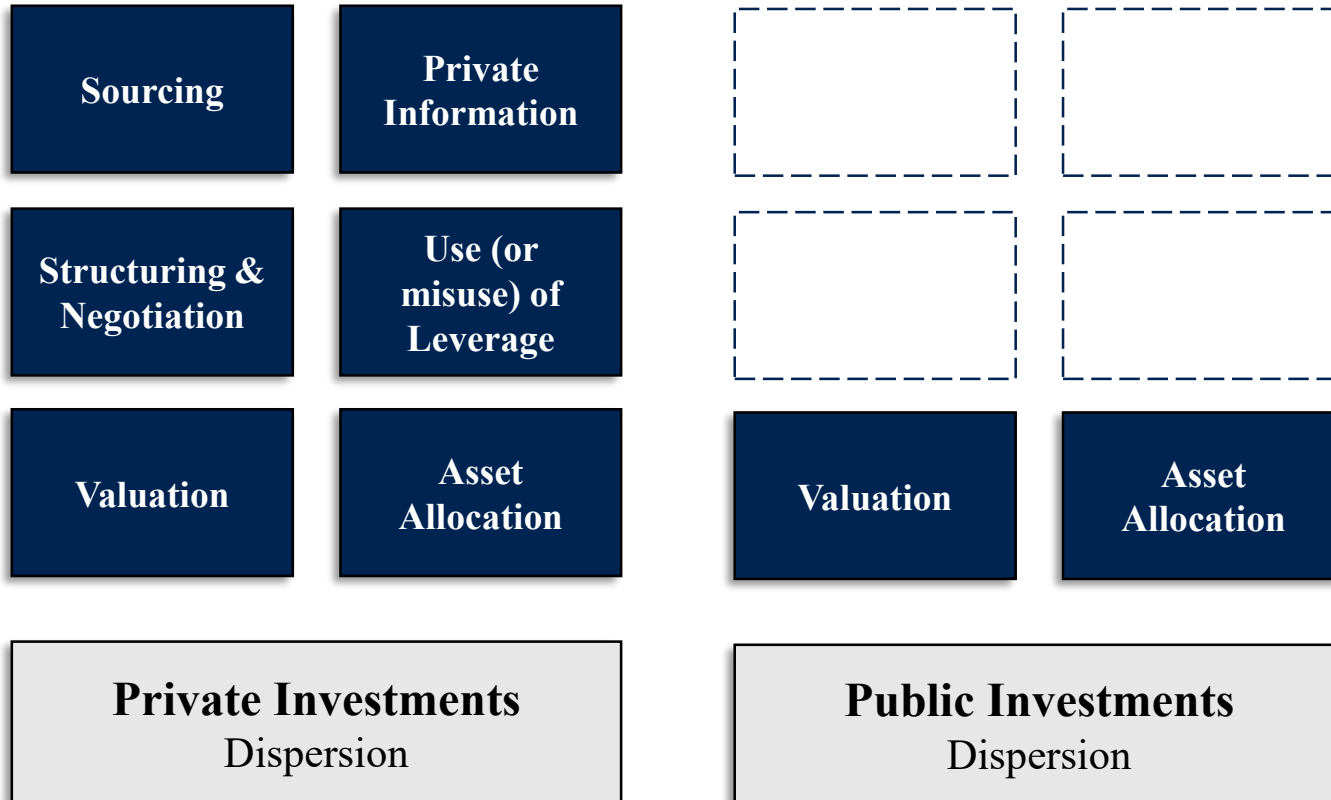 Sourcing
Private
Information
Structuring &
Negotiation
Use (or
misuse) of
Leverage
Valuation
Asset
Allocation
Private Investments
Dispersion
Valuation
Asset
Allocation
Public Investments
Dispersion